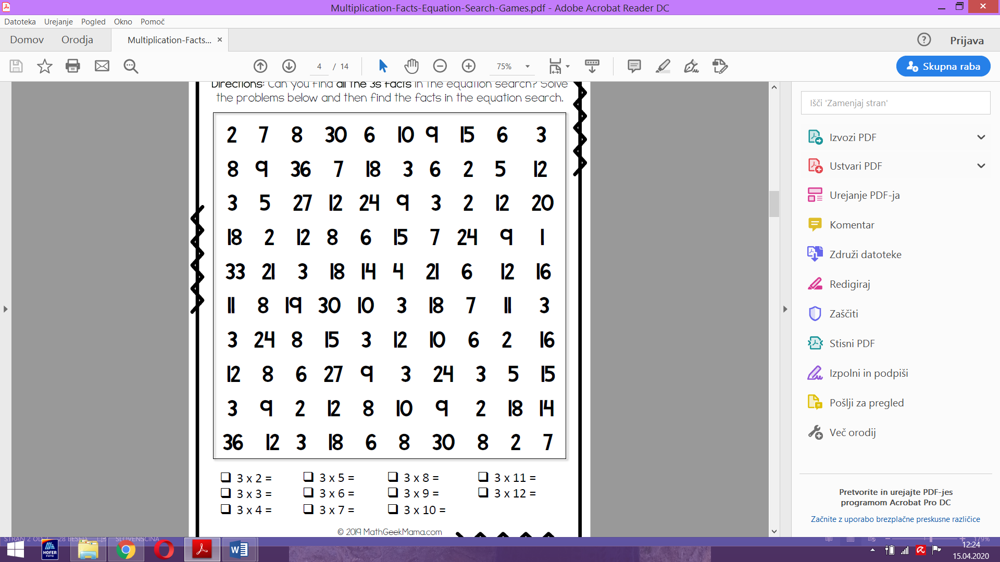 Multiplication-Facts-Equation-Search-Games.pdf - Adobe Acrobat Reader DC
Datoteka Urejanje Pogled Okno Pomoč
Domov Orodja Multiplication-Facts... × ? Prijava
4 / 14 75% Skupna raba
Directions: Can you find all the 3s facts in the equation search? Solve
the problems below and then find the facts in the equation search.
2 7 8 30 6 10 9 15 6 3
8 9 36 7 18 3 6 2 5 12
3 5 27 12 24 9 3 2 12 20
18 2 12 8 6 15 7 24 9 1
33 21 3 18 14 4 21 6 12 16
11 8 19 30 10 3 18 7 11 3
3 24 8 15 3 12 10 6 2 16
12 8 6 27 9 3 24 3 5 15
3 9 2 12 8 10 9 2 18 14
36 12 3 18 6 8 30 8 2 7
3 x 2 = 3 x 5 = 3 x 8 = 3 x 11 =
3 x 3 = 3 x 6 = 3 x 9 = 3 x 12 =
3 x 4 = 3 x 7 = 3 x 10 =
© 2019 MathGeekMama.com
Išči 'Zamenjaj stran'
Izvozi PDF
Ustvari PDF
Urejanje PDF-ja
Komentar
Združi datoteke
Redigiraj
Zaščiti
Stisni PDF
Izpolni in podpiši
Pošlji za pregled
Več orodij
Pretvorite in urejajte PDF-jes
programom Acrobat Pro DC
Začnite z uporabo brezplačne preskusne različice
STRAN 2 OD 2 28 BESED SLOVENŠČINA 179%
HOFER
FOTO
12:24
15.04.2020